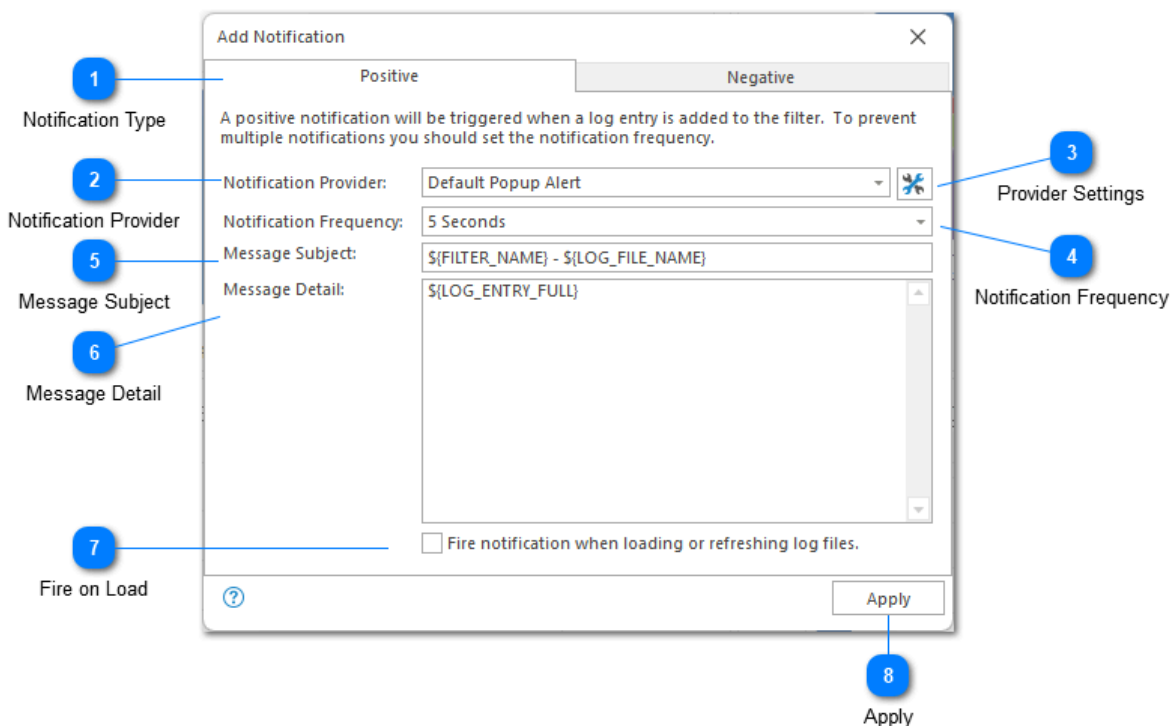 Add Notification
1
Notification Type
Positive
Negative
A positive notification will be triggered when a log entry is added to the filter. To prevent
multiple notifications you should set the notification frequency.
2
Notification Provider
Notification Provider:
Default Popup Alert
3
Provider Settings
Notification Frequency:
5 Seconds
4
Notification Frequency
5
Message Subject
Message Subject:
${FILTER_NAME} - ${LOG_FILE_NAME}
6
Message Detail
Message Detail:
${LOG_ENTRY_FULL}
7
Fire on Load
Fire notification when loading or refreshing log files.
?
Apply
8
Apply